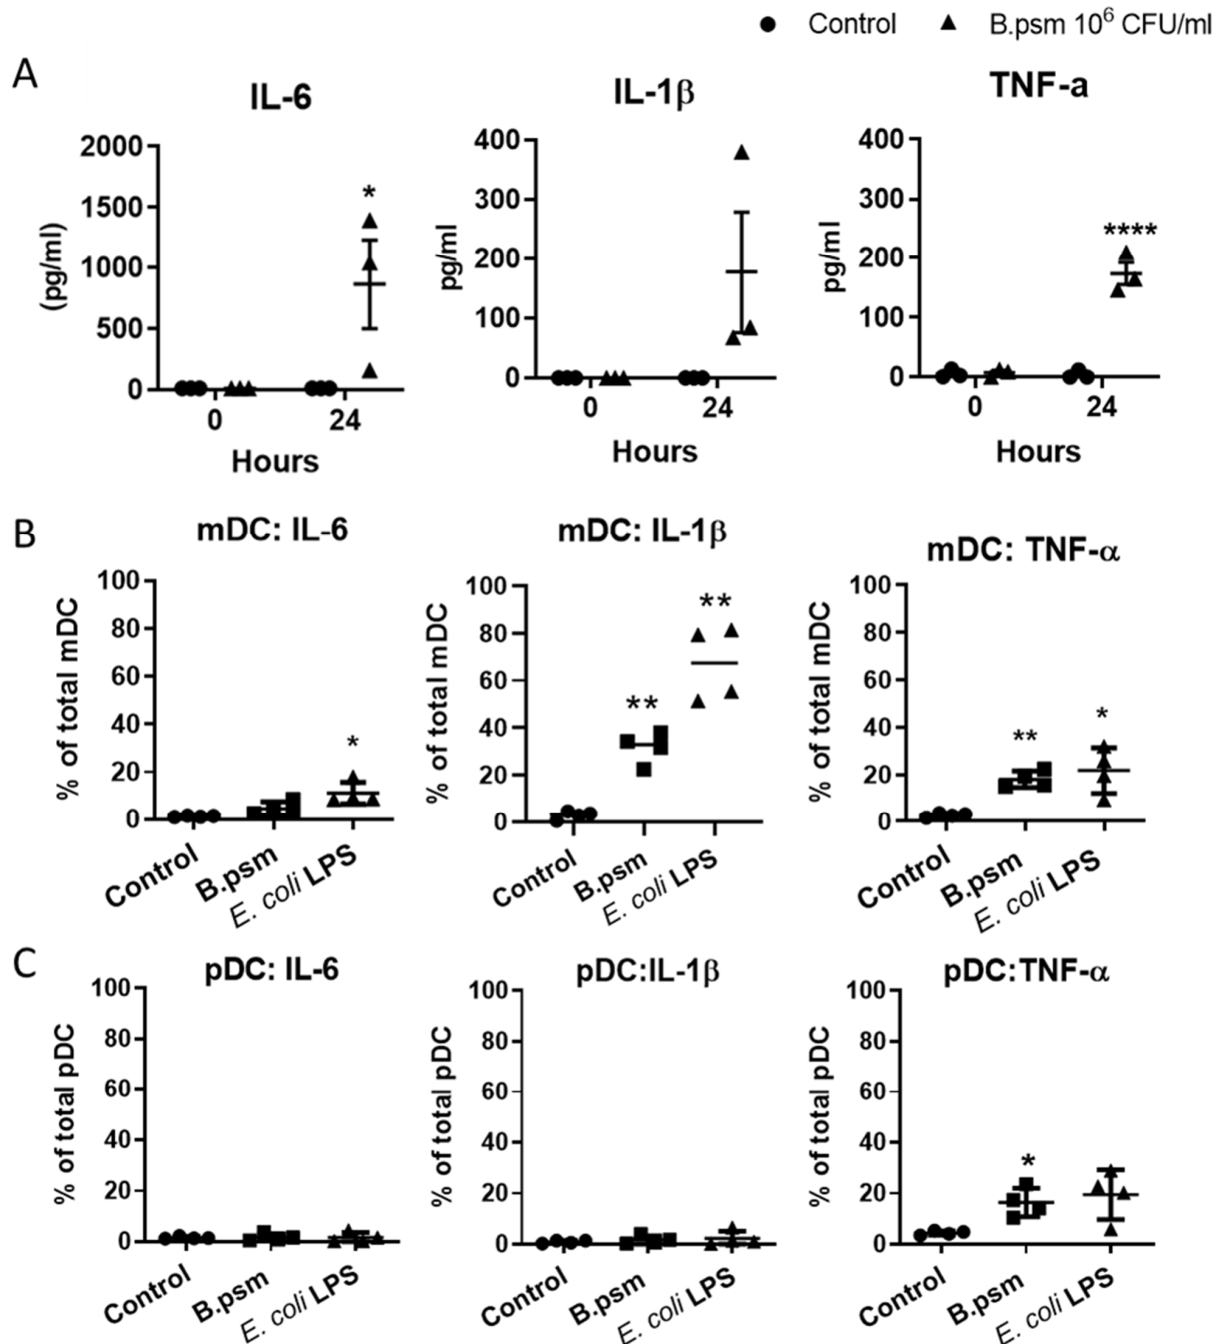 ● Control ▲ B.psm 10⁶ CFU/ml
A
IL-6 IL-1β TNF-a
2000 1500 1000 500 0
(pg/ml)
*
0 24
Hours
400 300 200 100 0
pg/ml
0 24
Hours
400 300 200 100 0
pg/ml
****
0 24
Hours
B
mDC: IL-6 mDC: IL-1β mDC: TNF-α
100 80 60 40 20 0
% of total mDC
*
Control B.psm E. coli LPS
100 80 60 40 20 0
% of total mDC
** **
Control B.psm E. coli LPS
100 80 60 40 20 0
% of total mDC
** *
Control B.psm E. coli LPS
C
pDC: IL-6 pDC:IL-1β pDC:TNF-α
100 80 60 40 20 0
% of total pDC
Control B.psm E. coli LPS
100 80 60 40 20 0
% of total pDC
Control B.psm E. coli LPS
100 80 60 40 20 0
% of total pDC
*
Control B.psm E. coli LPS